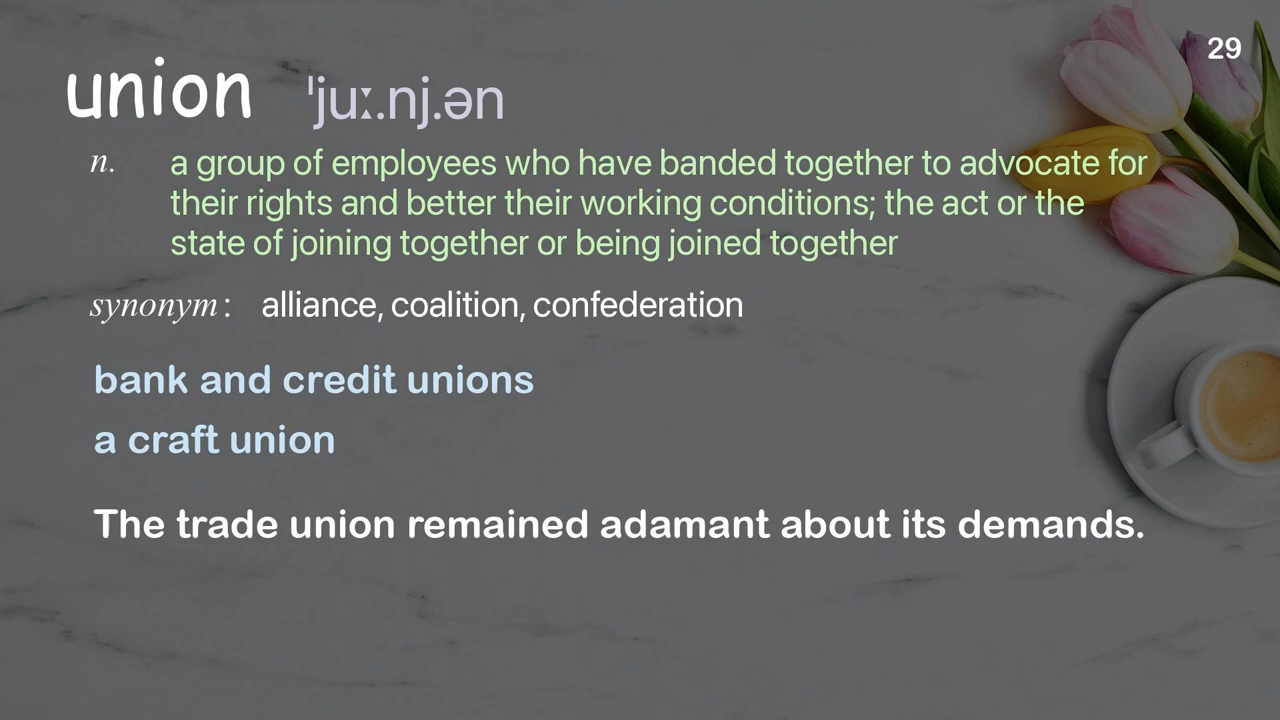 29
union ˈjuː.nj.ən
n. a group of employees who have banded together to advocate for
their rights and better their working conditions; the act or the
state of joining together or being joined together
synonym: alliance, coalition, confederation
bank and credit unions
a craft union
The trade union remained adamant about its demands.